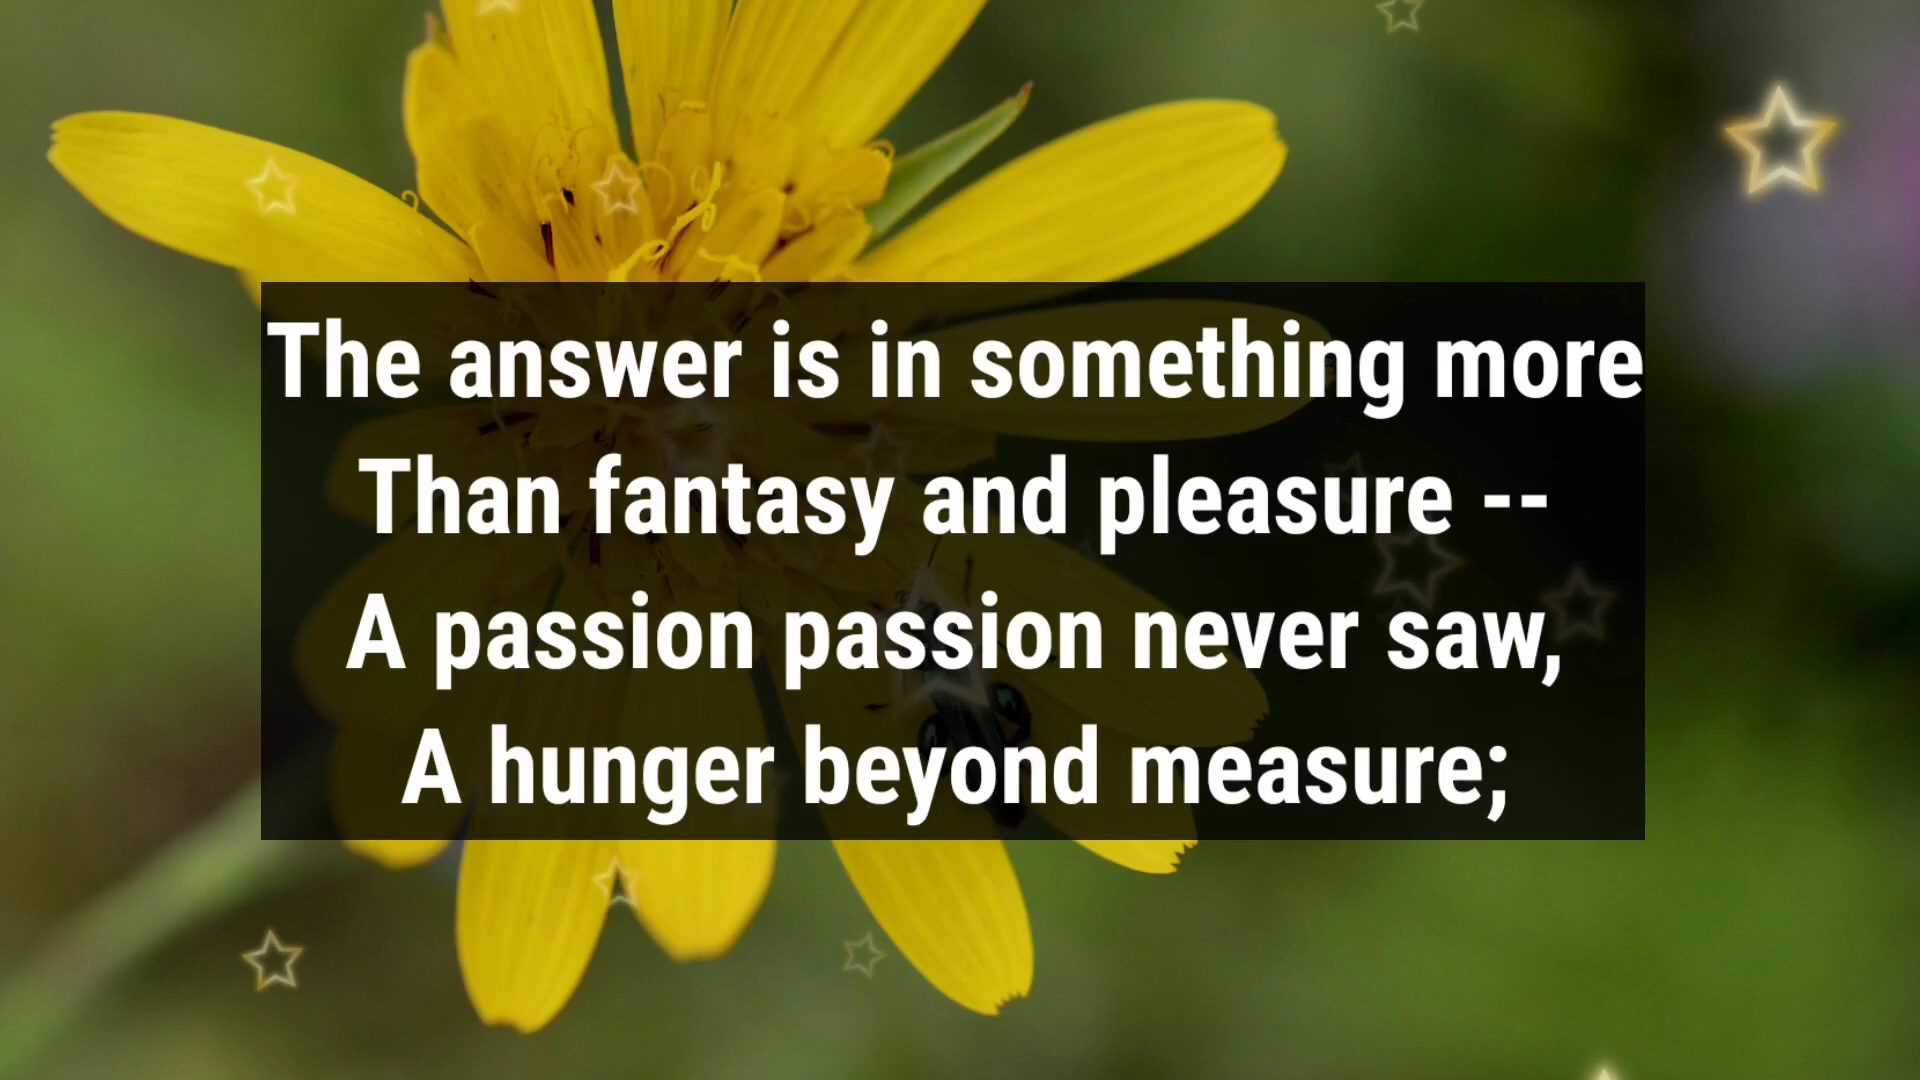 The answer is in something more
Than fantasy and pleasure --
A passion passion never saw,
A hunger beyond measure;